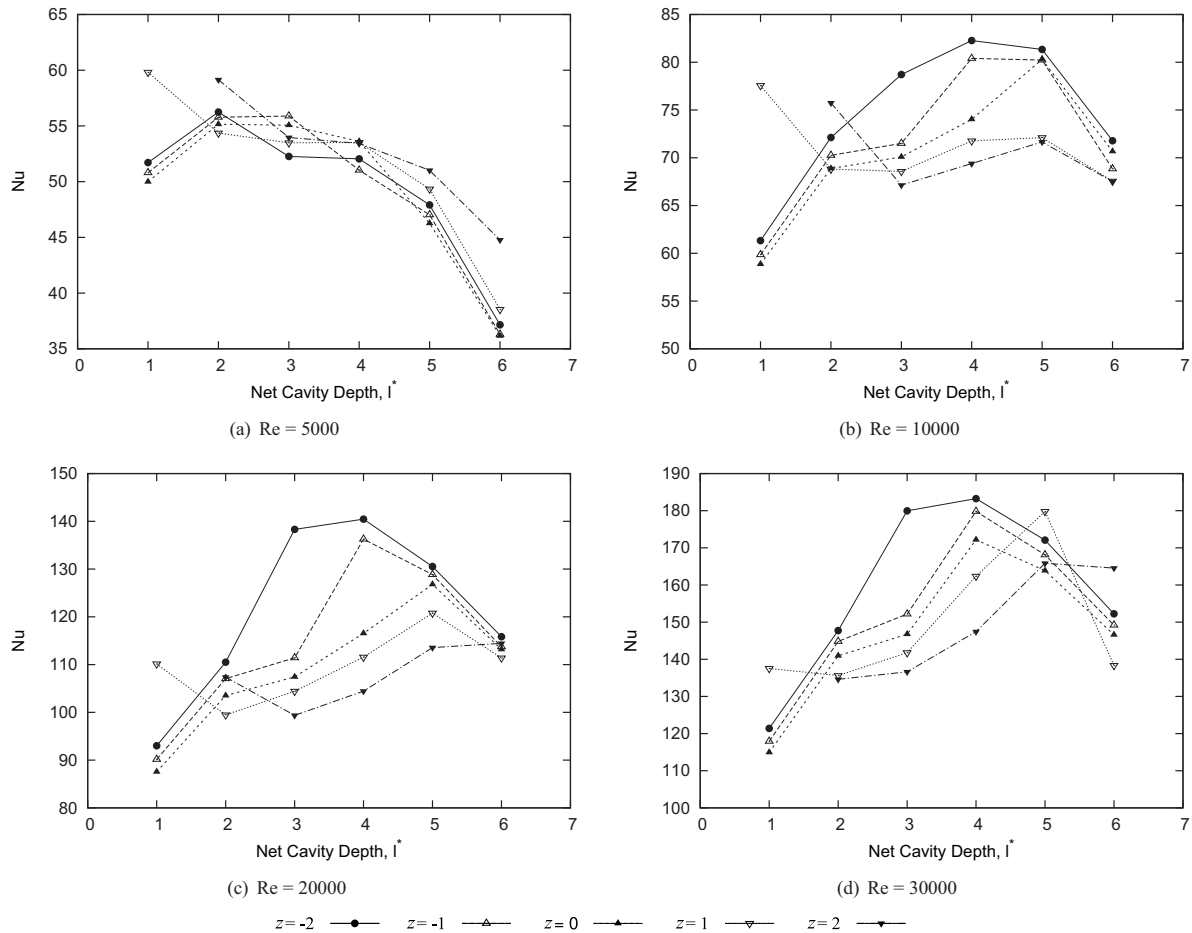 65
60
55
50
45
40
35
Nu
0 1 2 3 4 5 6 7
Net Cavity Depth, l*
(a) Re = 5000
85
80
75
70
65
60
55
50
Nu
0 1 2 3 4 5 6 7
Net Cavity Depth, l*
(b) Re = 10000
150
140
130
120
110
100
90
80
Nu
0 1 2 3 4 5 6 7
Net Cavity Depth, l*
(c) Re = 20000
190
180
170
160
150
140
130
120
110
100
Nu
0 1 2 3 4 5 6 7
Net Cavity Depth, l*
(d) Re = 30000
z= -2 z= -1 z= 0 z= 1 z= 2